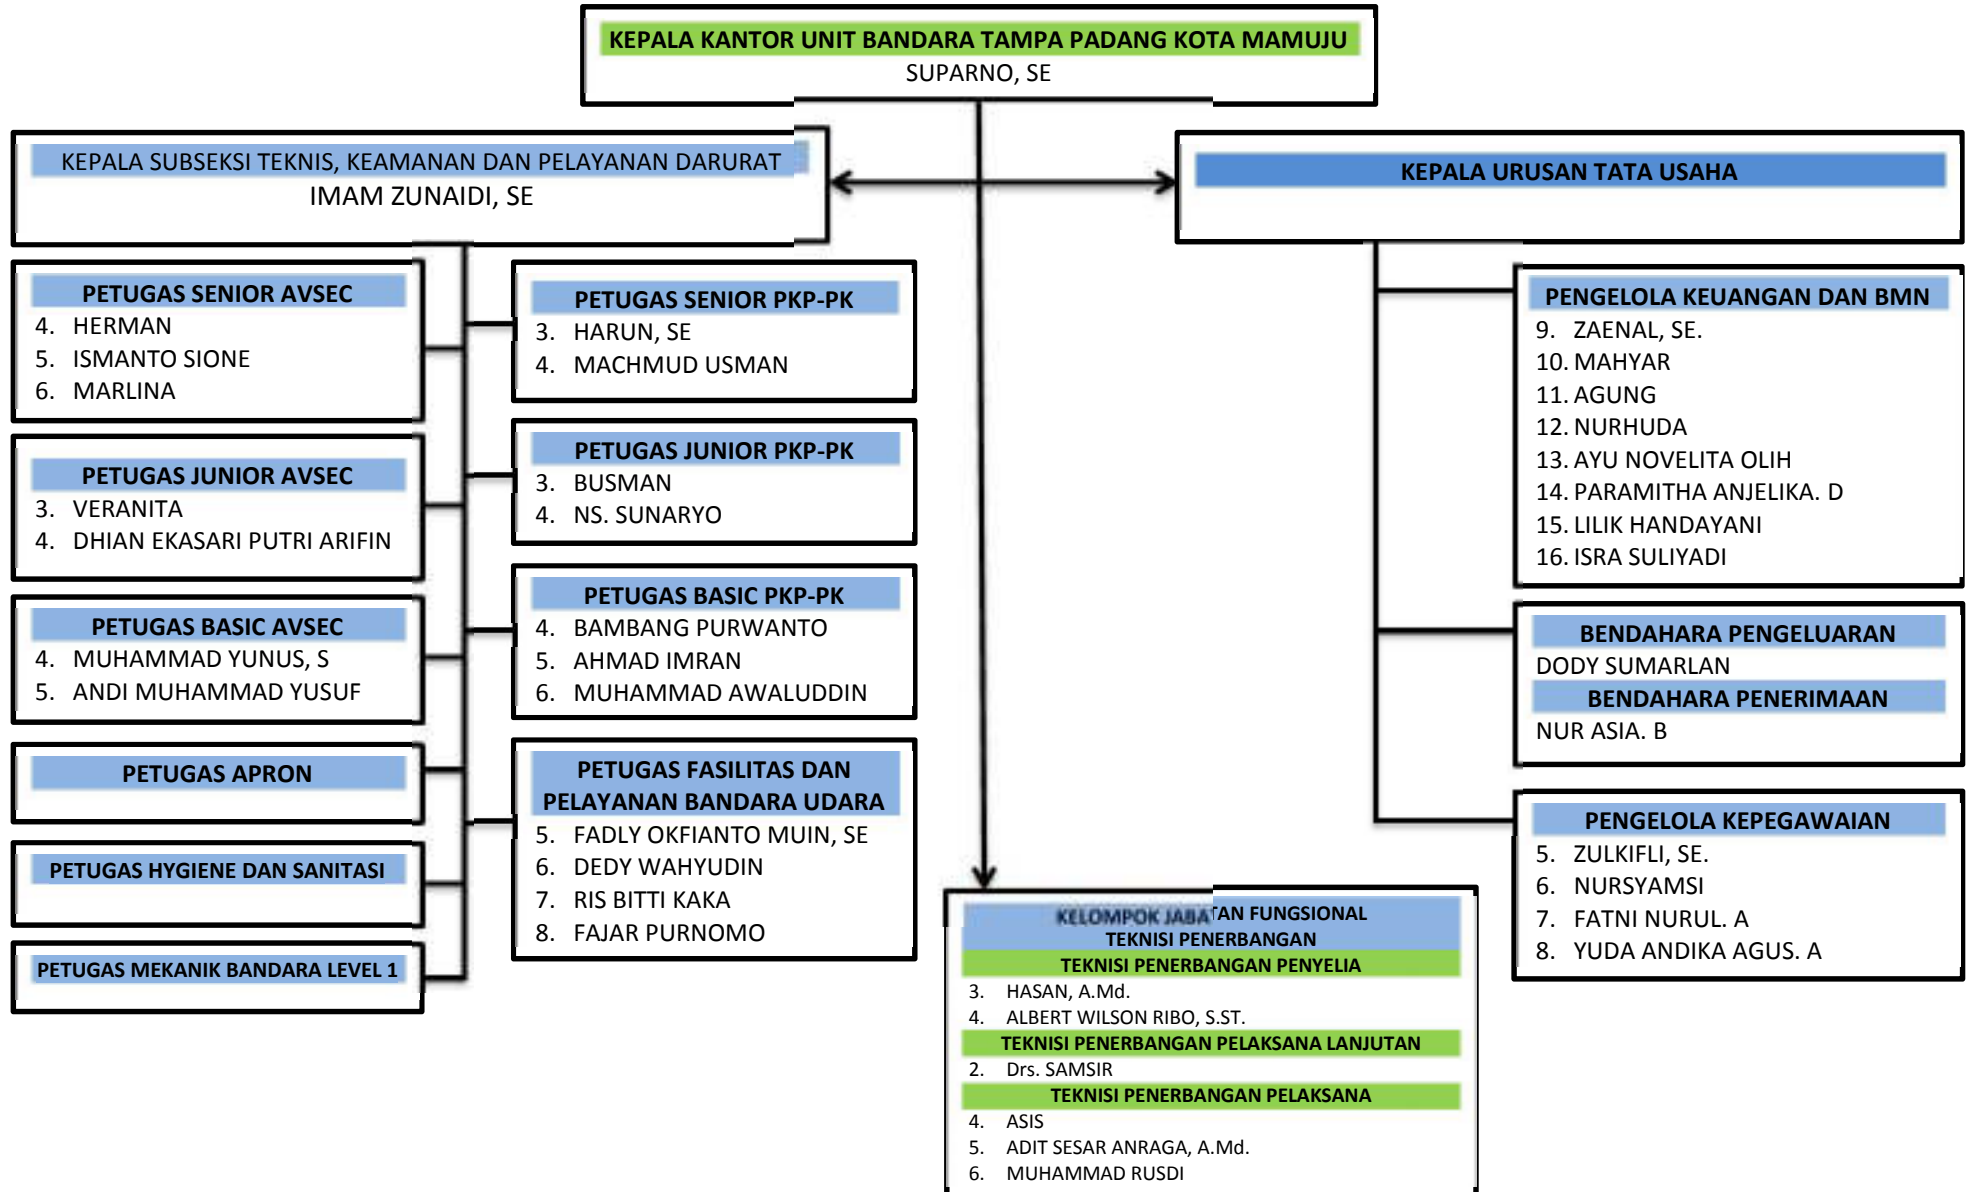 KEPALA KANTOR UNIT BANDARA TAMPA PADANG KOTA MAMUJU
SUPARNO, SE
KEPALA SUBSEKSI TEKNIS, KEAMANAN DAN PELAYANAN DARURAT
IMAM ZUNAIDI, SE
KEPALA URUSAN TATA USAHA
PETUGAS SENIOR AVSEC
4. HERMAN
5. ISMANTO SIONE
6. MARLINA
PETUGAS JUNIOR AVSEC
3. VERANITA
4. DHIAN EKASARI PUTRI ARIFIN
PETUGAS BASIC AVSEC
4. MUHAMMAD YUNUS, S
5. ANDI MUHAMMAD YUSUF
PETUGAS APRON
PETUGAS HYGIENE DAN SANITASI
PETUGAS MEKANIK BANDARA LEVEL 1
PETUGAS SENIOR PKP-PK
3. HARUN, SE
4. MACHMUD USMAN
PETUGAS JUNIOR PKP-PK
3. BUSMAN
4. NS. SUNARYO
PETUGAS BASIC PKP-PK
4. BAMBANG PURWANTO
5. AHMAD IMRAN
6. MUHAMMAD AWALUDDIN
PETUGAS FASILITAS DAN
PELAYANAN BANDARA UDARA
5. FADLY OKFIANTO MUIN, SE
6. DEDY WAHYUDIN
7. RIS BITTI KAKA
8. FAJAR PURNOMO
KELOMPOK JABATAN FUNGSIONAL
TEKNISI PENERBANGAN
TEKNISI PENERBANGAN PENYELIA
3. HASAN, A.Md.
4. ALBERT WILSON RIBO, S.ST.
TEKNISI PENERBANGAN PELAKSANA LANJUTAN
2. Drs. SAMSIR
TEKNISI PENERBANGAN PELAKSANA
4. ASIS
5. ADIT SESAR ANRAGA, A.Md.
6. MUHAMMAD RUSDI
PENGELOLA KEUANGAN DAN BMN
9. ZAENAL, SE.
10. MAHYAR
11. AGUNG
12. NURHUDA
13. AYU NOVELITA OLIH
14. PARAMITHA ANJELIKA. D
15. LILIK HANDAYANI
16. ISRA SULIYADI
BENDAHARA PENGELUARAN
DODY SUMARLAN
BENDAHARA PENERIMAAN
NUR ASIA. B
PENGELOLA KEPEGAWAIAN
5. ZULKIFLI, SE.
6. NURSYAMSI
7. FATNI NURUL. A
8. YUDA ANDIKA AGUS. A